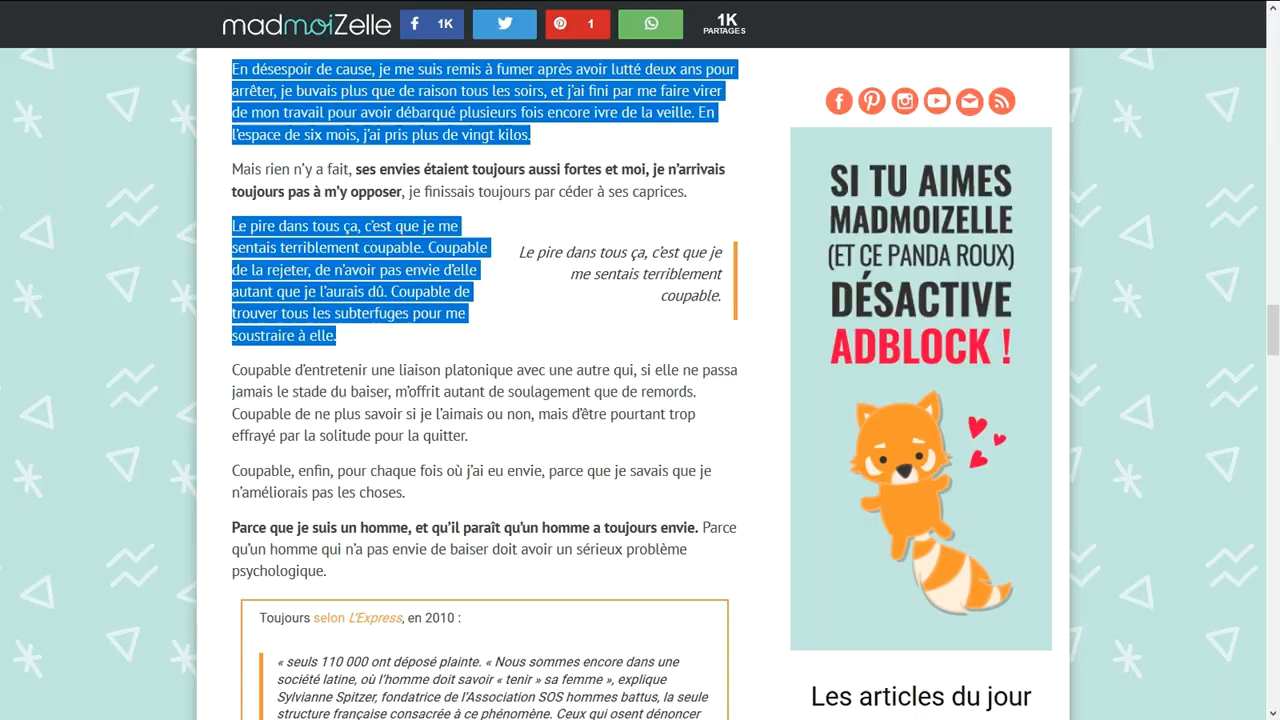 madmoiZelle
1K
1
1K
PARTAGES
En désespoir de cause, je me suis remis à fumer après avoir lutté deux ans pour
arrêter, je buvais plus que de raison tous les soirs, et j'ai fini par me faire virer
de mon travail pour avoir débarqué plusieurs fois encore ivre de la veille. En
l'espace de six mois, j'ai pris plus de vingt kilos.
Mais rien n'y a fait, ses envies étaient toujours aussi fortes et moi, je n'arrivais
toujours pas à m'y opposer, je finissais toujours par céder à ses caprices.
Le pire dans tous ça, c'est que je me
sentais terriblement coupable. Coupable
de la rejeter, de n'avoir pas envie d'elle
autant que je l'aurais dû. Coupable de
trouver tous les subterfuges pour me
soustraire à elle.
Le pire dans tous ça, c'est que je
me sentais terriblement
coupable.
Coupable d'entretenir une liaison platonique avec une autre qui, si elle ne passa
jamais le stade du baiser, m'offrit autant de soulagement que de remords.
Coupable de ne plus savoir si je l'aimais ou non, mais d'être pourtant trop
effrayé par la solitude pour la quitter.
Coupable, enfin, pour chaque fois où j'ai eu envie, parce que je savais que je
n'améliorais pas les choses.
Parce que je suis un homme, et qu'il paraît qu'un homme a toujours envie. Parce
qu'un homme qui n'a pas envie de baiser doit avoir un sérieux problème
psychologique.
Toujours selon L'Express, en 2010 :
« seuls 110 000 ont déposé plainte. « Nous sommes encore dans une
société latine, où l'homme doit savoir « tenir » sa femme », explique
Sylvianne Spitzer, fondatrice de l'Association SOS hommes battus, la seule
structure française consacrée à ce phénomène. Ceux qui osent dénoncer
SI TU AIMES
MADMOIZELLE
(ET CE PANDA ROUX)
DÉSACTIVE
ADBLOCK !
Les articles du jour